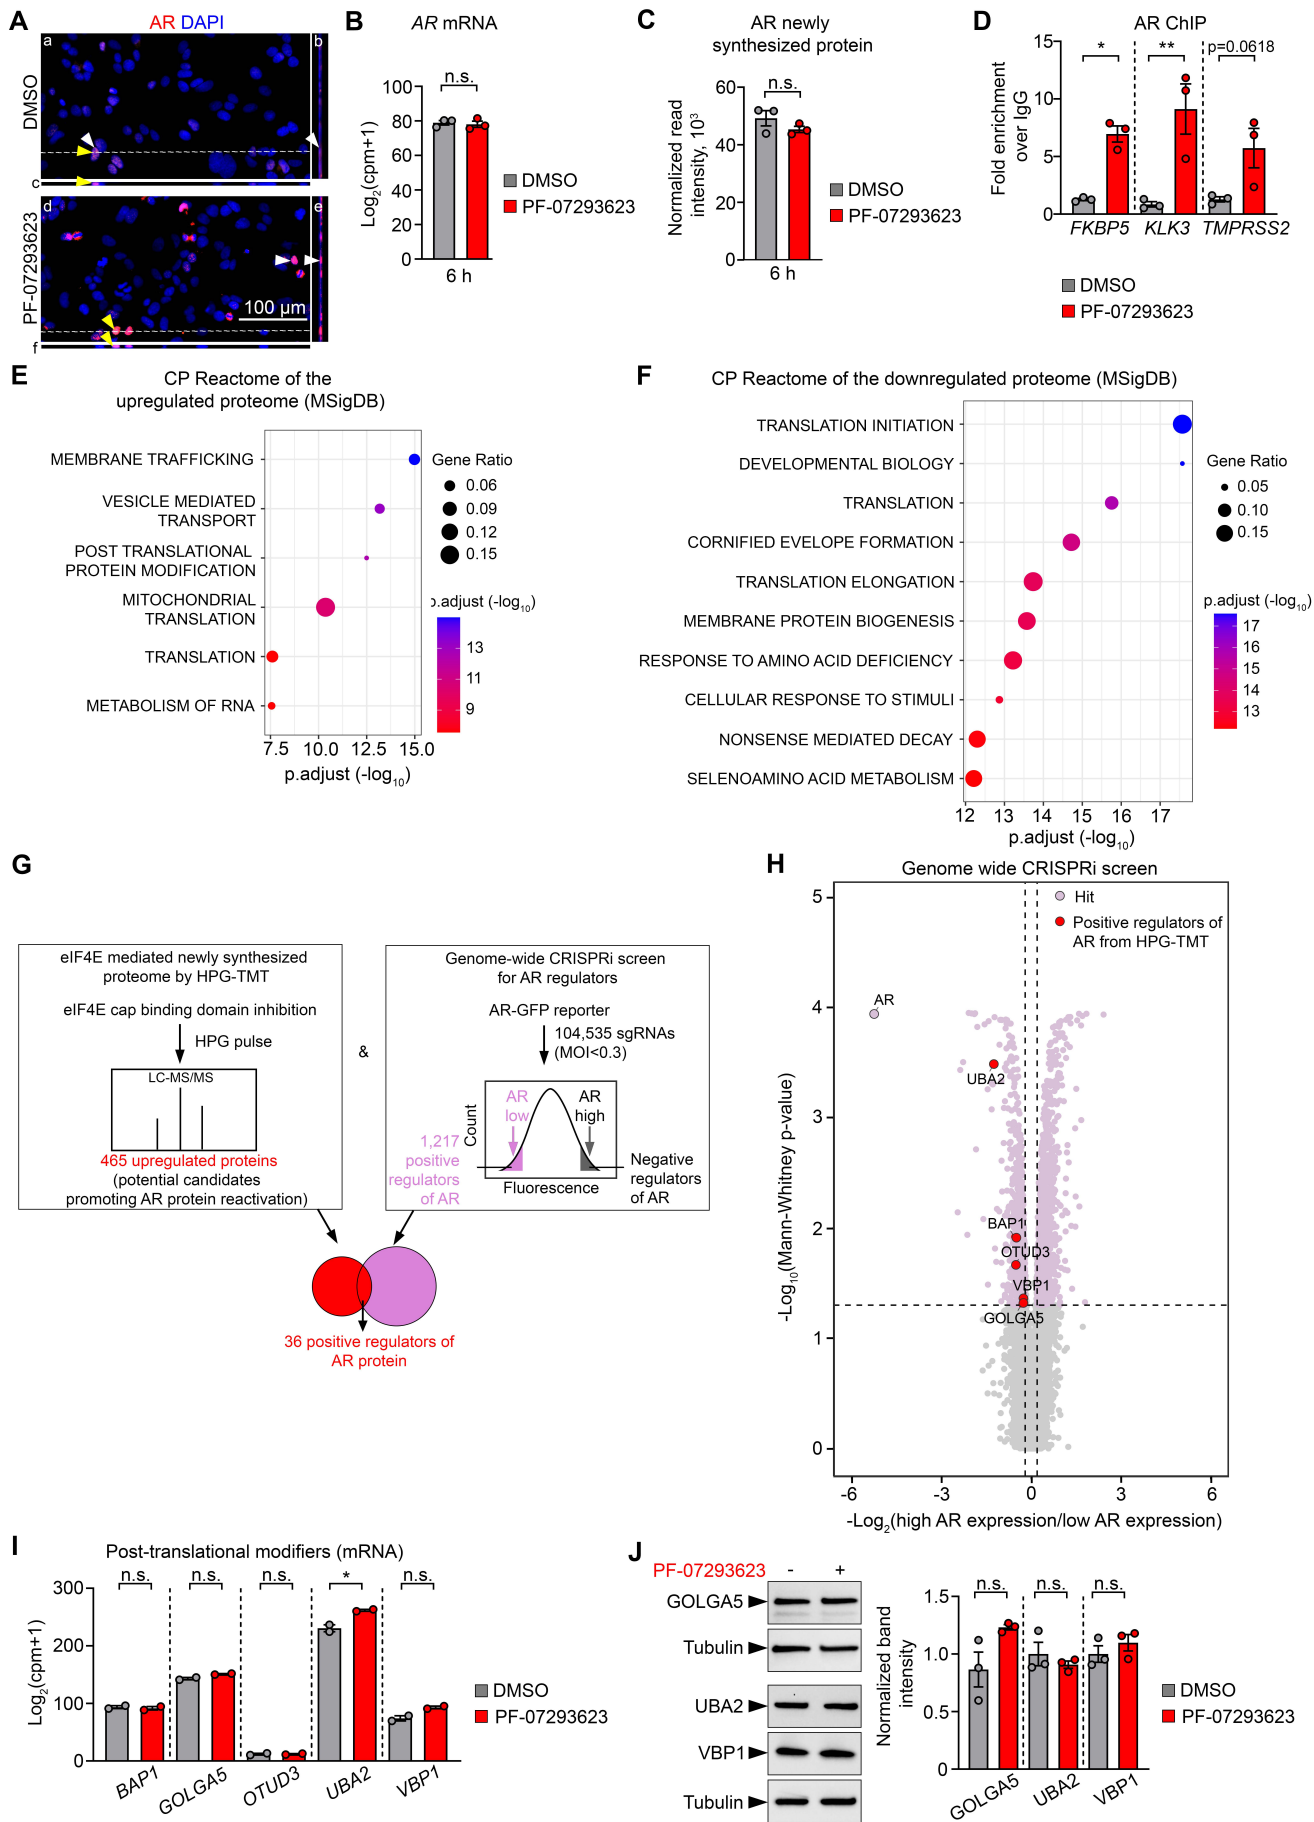 A
AR DAPI
DMSO
a
b
c
PF-07293623
d
e
f
100 µm
B
AR mRNA
n.s.
Log2(cpm+1)
100
80
60
40
20
0
6 h
DMSO
PF-07293623
C
AR newly
synthesized protein
n.s.
Normalized read
intensity, 10³
60
40
20
0
6 h
DMSO
PF-07293623
D
AR ChIP
* ** p=0.0618
Fold enrichment
over IgG
15
10
5
0
FKBP5 KLK3 TMPRSS2
DMSO
PF-07293623
E
CP Reactome of the
upregulated proteome (MSigDB)
MEMBRANE TRAFFICKING
VESICLE MEDIATED
TRANSPORT
POST TRANSLATIONAL
PROTEIN MODIFICATION
MITOCHONDRIAL
TRANSLATION
TRANSLATION
METABOLISM OF RNA
7.5 10.0 12.5 15.0
p.adjust (-log10)
Gene Ratio
0.06
0.09
0.12
0.15
p.adjust (-log10)
13
11
9
F
CP Reactome of the downregulated proteome (MSigDB)
TRANSLATION INITIATION
DEVELOPMENTAL BIOLOGY
TRANSLATION
CORNIFIED EVELOPE FORMATION
TRANSLATION ELONGATION
MEMBRANE PROTEIN BIOGENESIS
RESPONSE TO AMINO ACID DEFICIENCY
CELLULAR RESPONSE TO STIMULI
NONSENSE MEDIATED DECAY
SELENOAMINO ACID METABOLISM
12 13 14 15 16 17
p.adjust (-log10)
Gene Ratio
0.05
0.10
0.15
p.adjust (-log10)
17
16
15
14
13
G
eIF4E mediated newly synthesized
proteome by HPG-TMT
eIF4E cap binding domain inhibition
HPG pulse
LC-MS/MS
465 upregulated proteins
(potential candidates
promoting AR protein reactivation)
&
Genome-wide CRISPRi screen
for AR regulators
AR-GFP reporter
104,535 sgRNAs
(MOI<0.3)
Count
AR
low
AR
high
Fluorescence
1,217
positive
regulators
of AR
Negative
regulators
of AR
36 positive regulators of
AR protein
H
Genome wide CRISPRi screen
Hit
Positive regulators of
AR from HPG-TMT
AR
UBA2
BAP1
OTUD3
VBP1
GOLGA5
-Log10(Mann-Whitney p-value)
5
4
3
2
1
0
-6 -3 0 3 6
-Log2(high AR expression/low AR expression)
I
Post-translational modifiers (mRNA)
n.s. n.s. n.s. * n.s.
Log2(cpm+1)
300
200
100
0
BAP1 GOLGA5 OTUD3 UBA2 VBP1
DMSO
PF-07293623
J
PF-07293623 - +
GOLGA5
Tubulin
UBA2
VBP1
Tubulin
n.s. n.s. n.s.
Normalized band
intensity
1.5
1.0
0.5
0
GOLGA5 UBA2 VBP1
DMSO
PF-07293623